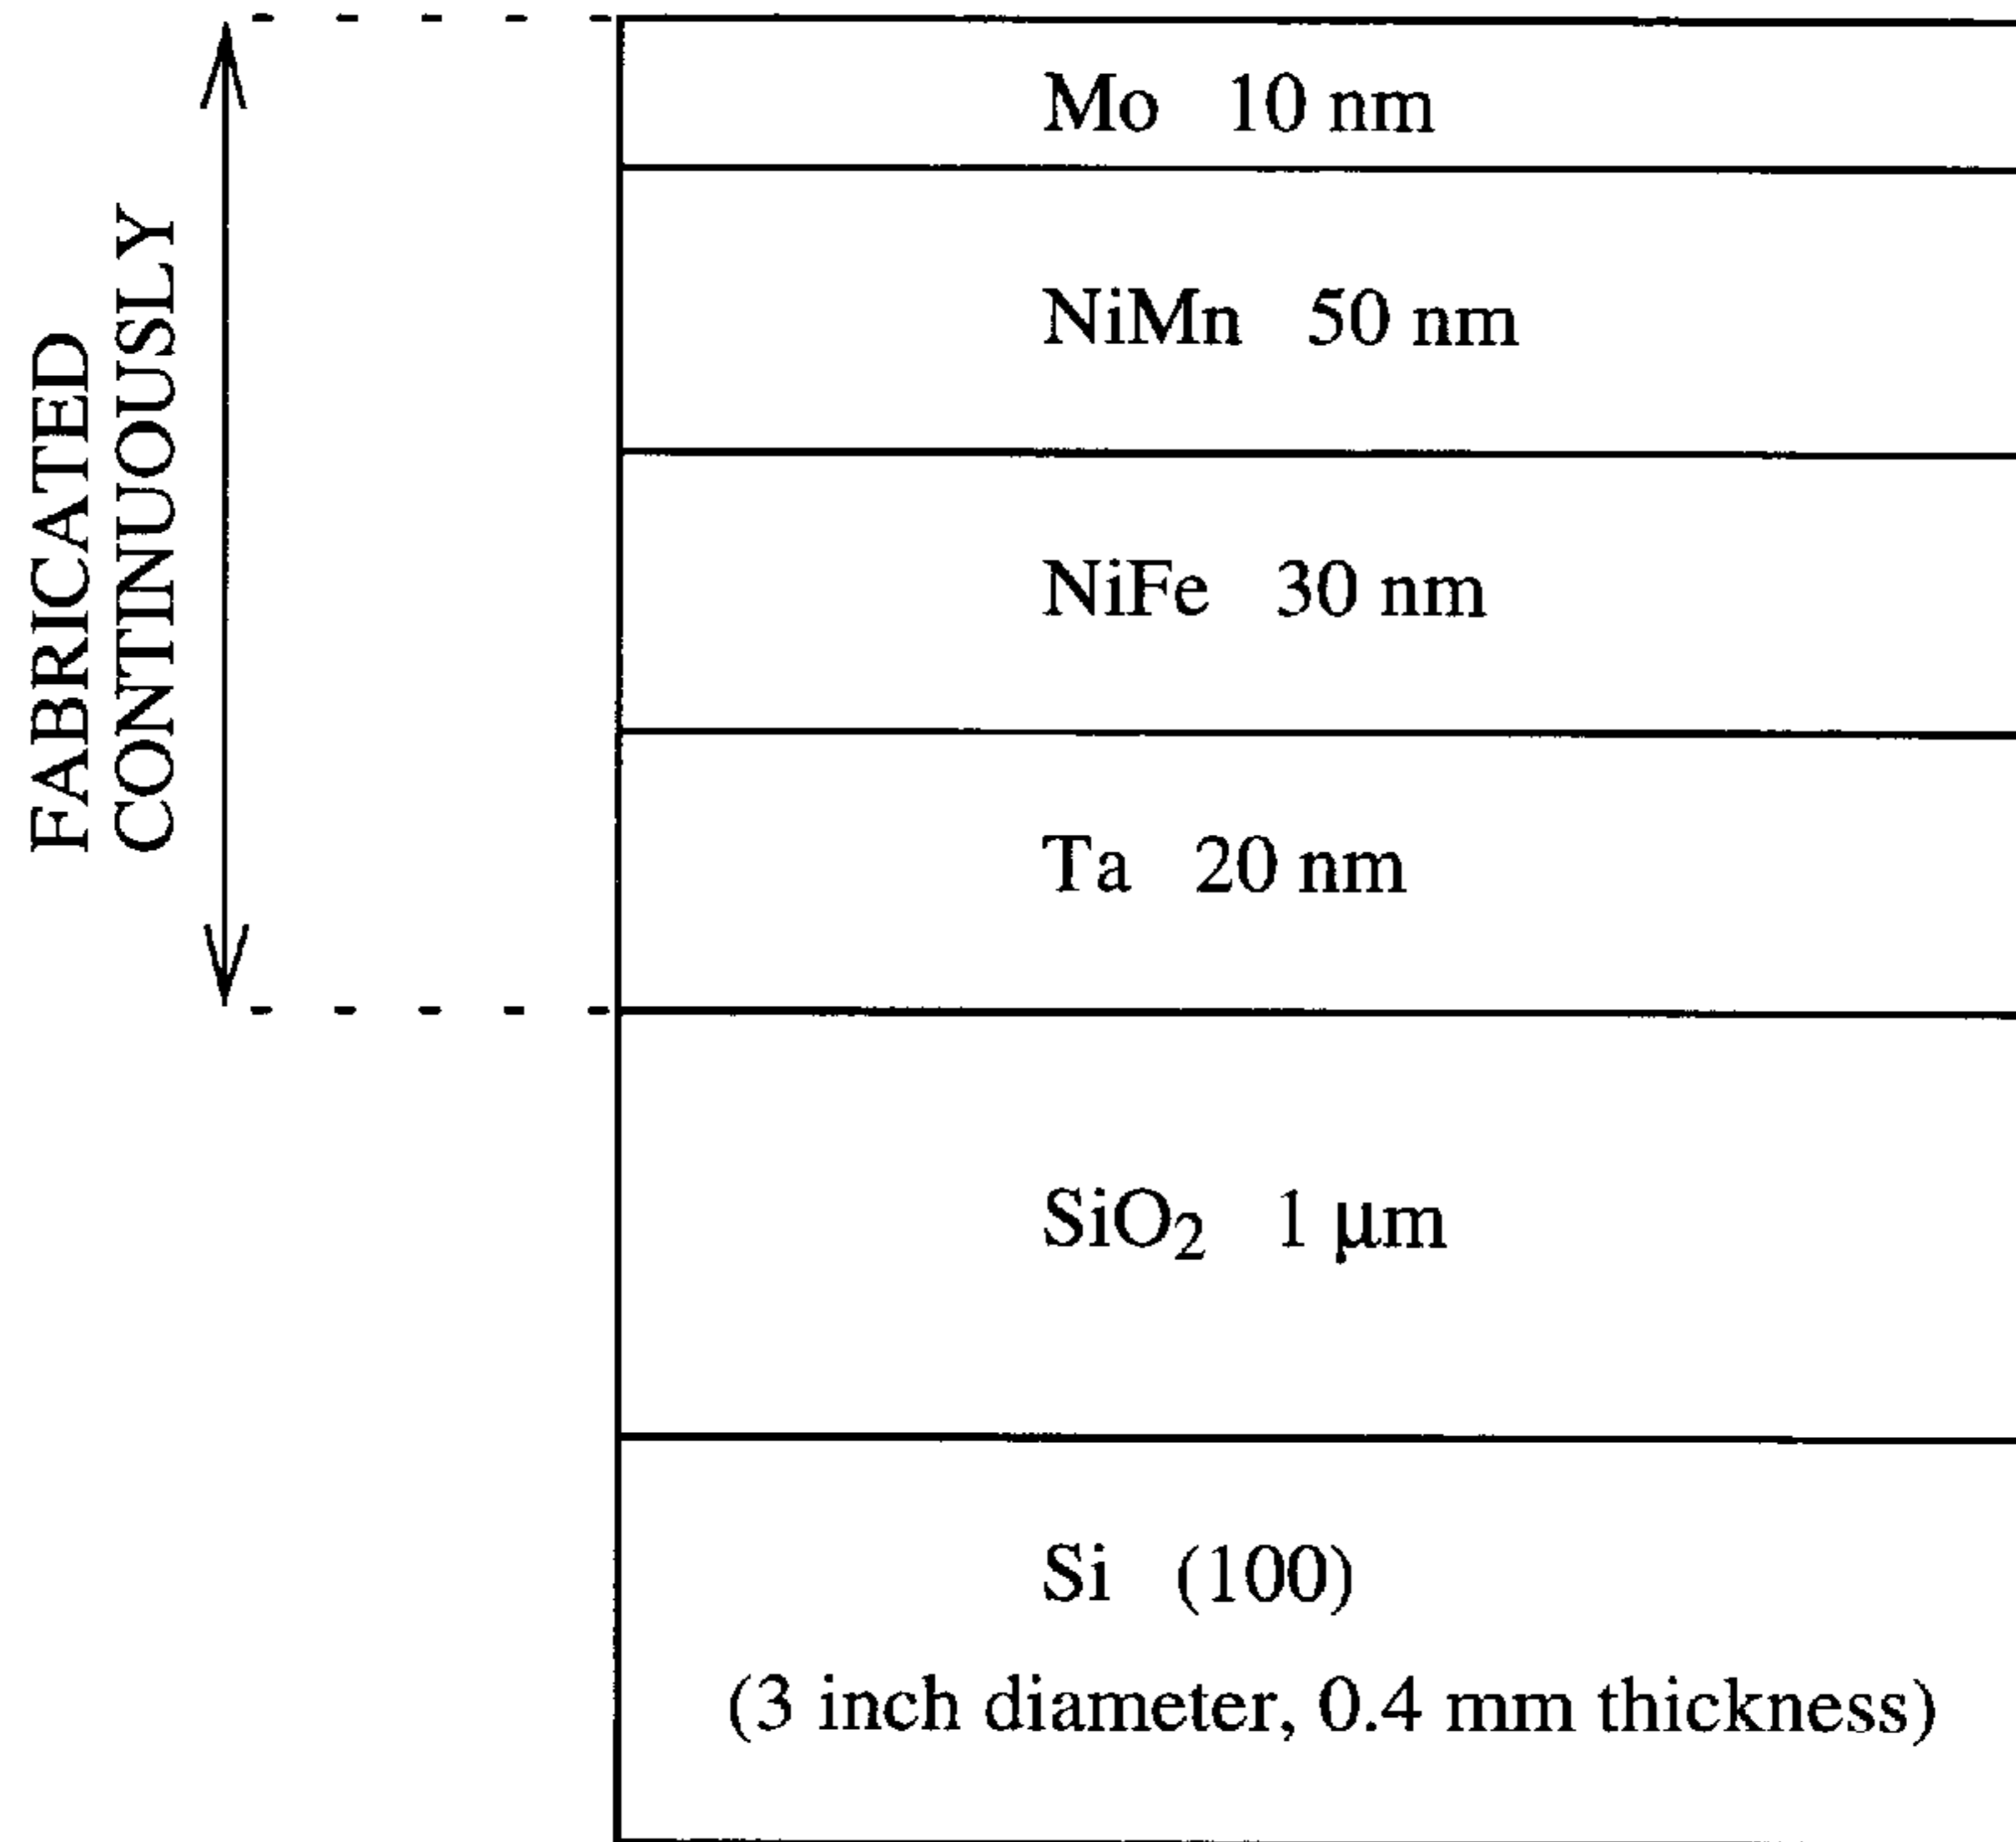 FABRICATED
CONTINUOUSLY
Mo 10 nm
NiMn 50 nm
NiFe 30 nm
Ta 20 nm
SiO₂ 1 μm
Si (100)
(3 inch diameter, 0.4 mm thickness)